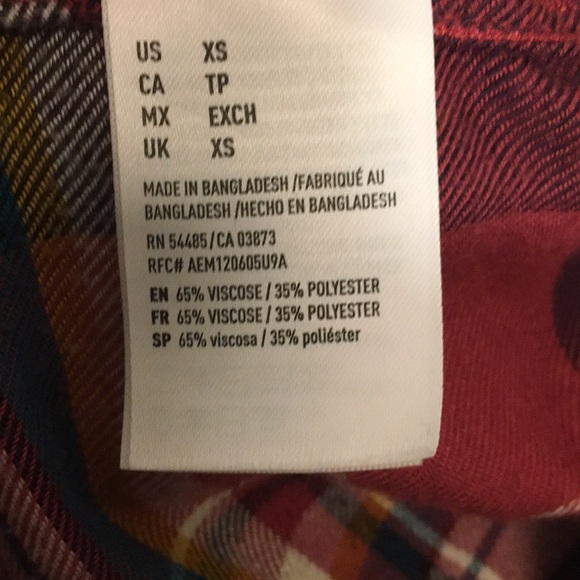 US XS
CA TP
MX EXCH
UK XS
MADE IN BANGLADESH /FABRIQUÉ AU
BANGLADESH /HECHO EN BANGLADESH
RN 54485/CA 03873
RFC# AEM120605U9A
EN 65% VISCOSE / 35% POLYESTER
FR 65% VISCOSE / 35% POLYESTER
SP 65% viscosa / 35% poliéster